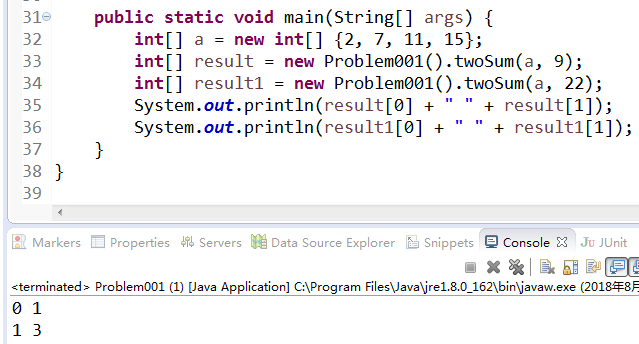 31 public static void main(String[] args) {
32 int[] a = new int[] {2, 7, 11, 15};
33 int[] result = new Problem001().twoSum(a, 9);
34 int[] result1 = new Problem001().twoSum(a, 22);
35 System.out.println(result[0] + " " + result[1]);
36 System.out.println(result1[0] + " " + result1[1]);
37 }
38 }
39
Markers Properties Servers Data Source Explorer Snippets Console JUnit
<terminated> Problem001 (1) [Java Application] C:\Program Files\Java\jre1.8.0_162\bin\javaw.exe (2018年8月
0 1
1 3